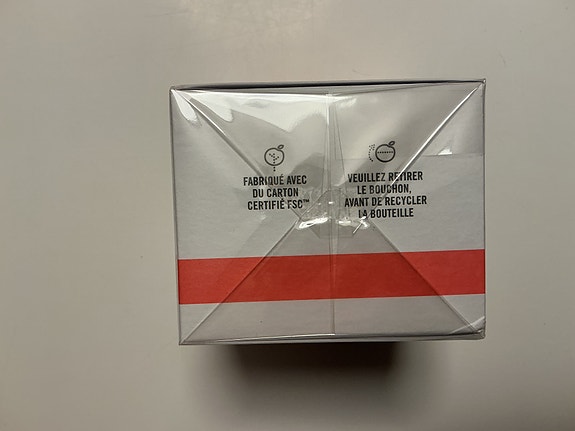 FABRIQUÉ AVEC
DU CARTON
CERTIFIÉ FSC™
VEUILLEZ RETIRER
LE BOUCHON,
AVANT DE RECYCLER
LA BOUTEILLE